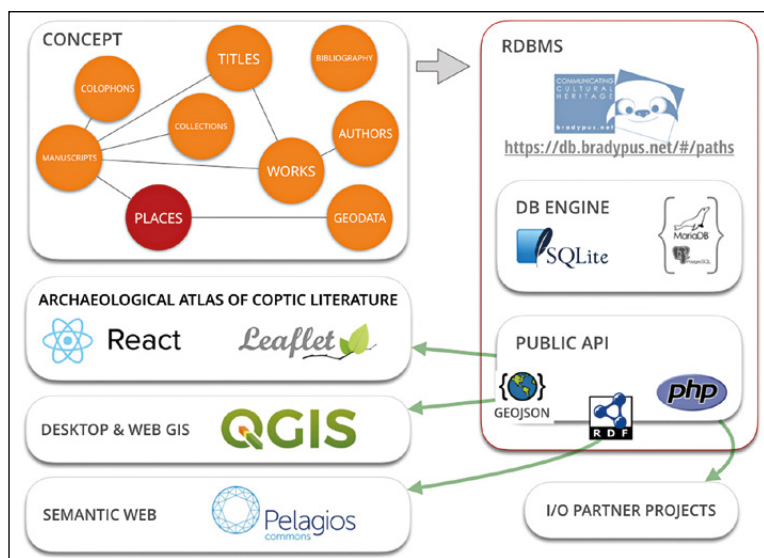 CONCEPT
TITLES
BIBLIOGRAPHY
COLOPHONS
COLLECTIONS
AUTHORS
MANUSCRIPTS
WORKS
PLACES
GEODATA
RDBMS
COMMUNICATING
CULTURAL
HERITAGE
bradypus.net
https://db.bradypus.net/#/paths
DB ENGINE
SQLite
MariaDB
PostgreSQL
ARCHAEOLOGICAL ATLAS OF COPTIC LITERATURE
React
Leaflet
PUBLIC API
{ }
GEOJSON
php
RDF
DESKTOP & WEB GIS
QGIS
SEMANTIC WEB
Pelagios
commons
I/O PARTNER PROJECTS